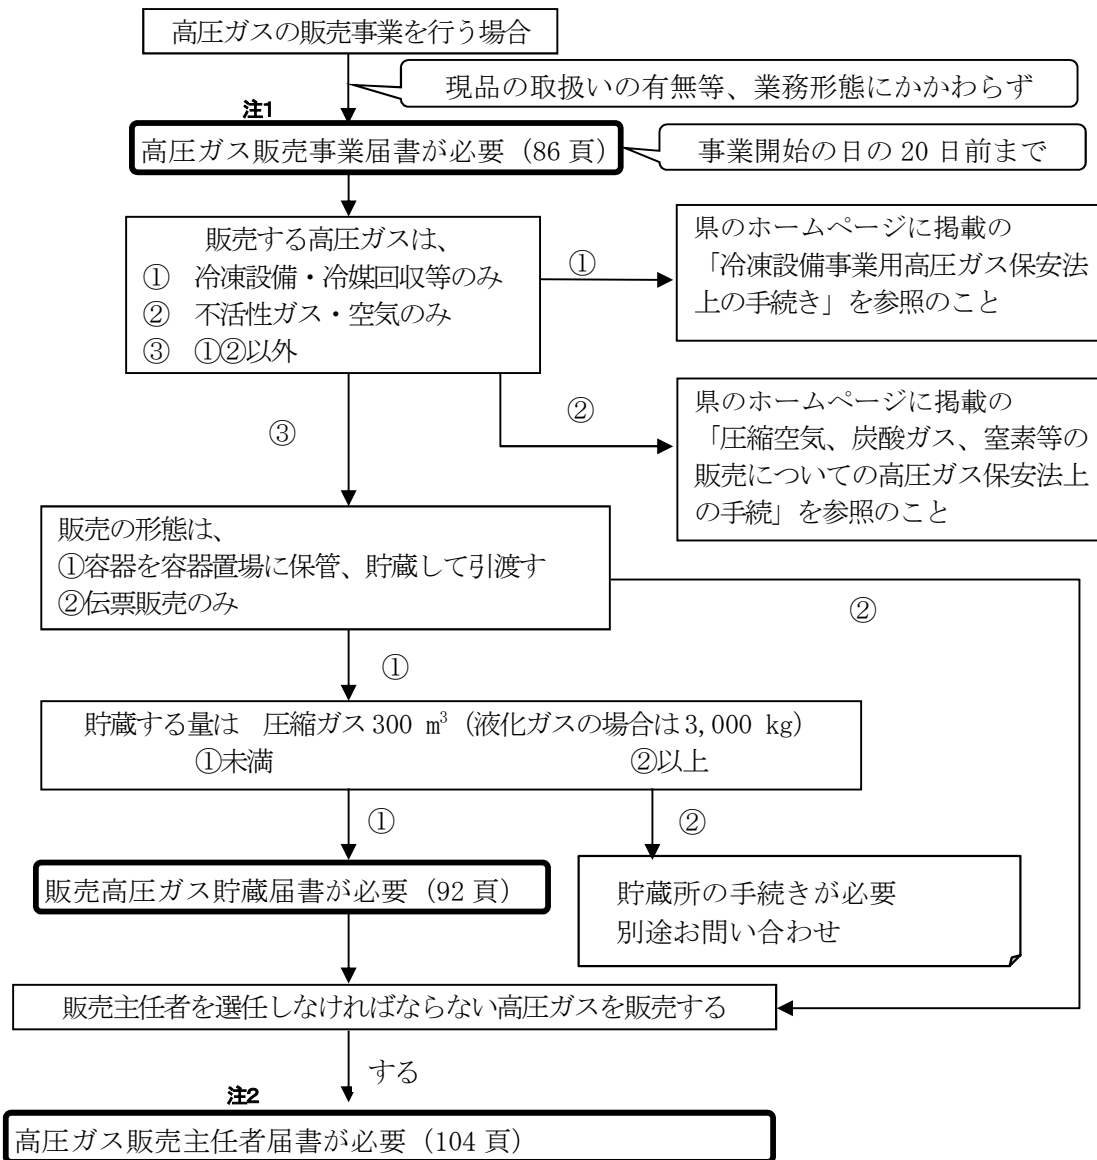 高圧ガスの販売事業を行う場合
現品の取扱いの有無等、業務形態にかかわらず
注1
高圧ガス販売事業届書が必要（86 頁）
事業開始の日の 20 日前まで
販売する高圧ガスは、
① 冷凍設備・冷媒回収等のみ
② 不活性ガス・空気のみ
③ ①②以外
①
県のホームページに掲載の
「冷凍設備事業用高圧ガス保安法
上の手続き」を参照のこと
②
県のホームページに掲載の
「圧縮空気、炭酸ガス、窒素等の
販売についての高圧ガス保安法上
の手続」を参照のこと
③
販売の形態は、
①容器を容器置場に保管、貯蔵して引渡す
②伝票販売のみ
②
①
貯蔵する量は 圧縮ガス 300 m³（液化ガスの場合は 3,000 kg）
①未満 ②以上
①
②
販売高圧ガス貯蔵届書が必要（92 頁）
貯蔵所の手続きが必要
別途お問い合わせ
販売主任者を選任しなければならない高圧ガスを販売する
する
注2
高圧ガス販売主任者届書が必要（104 頁）